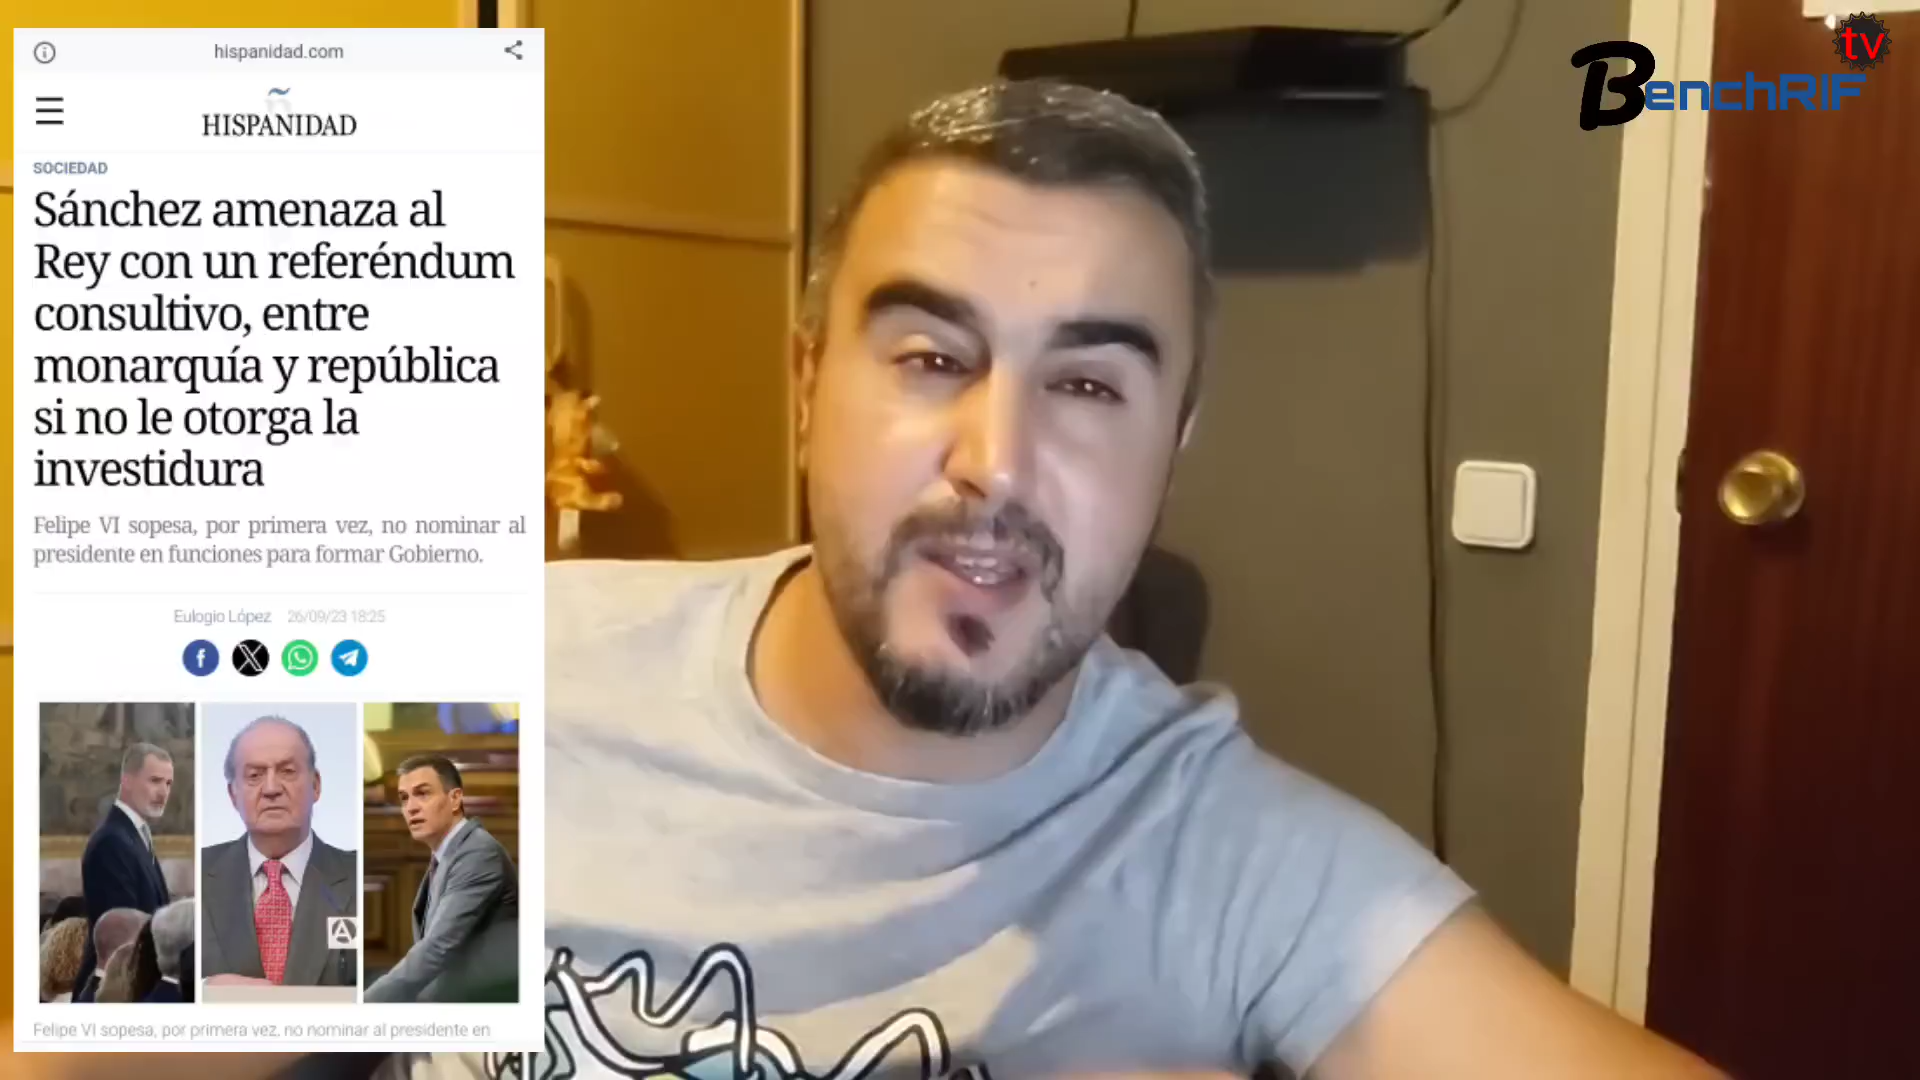 hispanidad.com
ñ
HISPANIDAD
SOCIEDAD
Sánchez amenaza al
Rey con un referéndum
consultivo, entre
monarquía y república
si no le otorga la
investidura
Felipe VI sopesa, por primera vez, no nominar al
presidente en funciones para formar Gobierno.
Eulogio López 26/09/23 18:25
A
Felipe VI sopesa, por primera vez, no nominar al presidente en
BenchRIF
tv